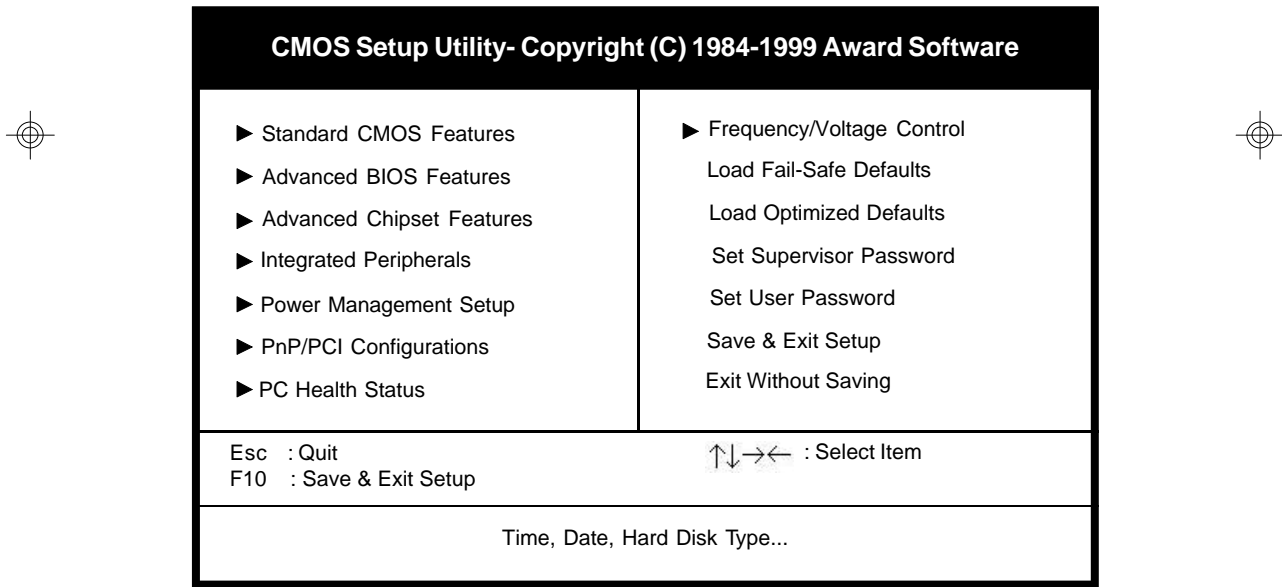 CMOS Setup Utility- Copyright (C) 1984-1999 Award Software
▶ Standard CMOS Features
▶ Advanced BIOS Features
▶ Advanced Chipset Features
▶ Integrated Peripherals
▶ Power Management Setup
▶ PnP/PCI Configurations
▶ PC Health Status
▶ Frequency/Voltage Control
Load Fail-Safe Defaults
Load Optimized Defaults
Set Supervisor Password
Set User Password
Save & Exit Setup
Exit Without Saving
Esc : Quit
F10 : Save & Exit Setup
↑↓→← : Select Item
Time, Date, Hard Disk Type...